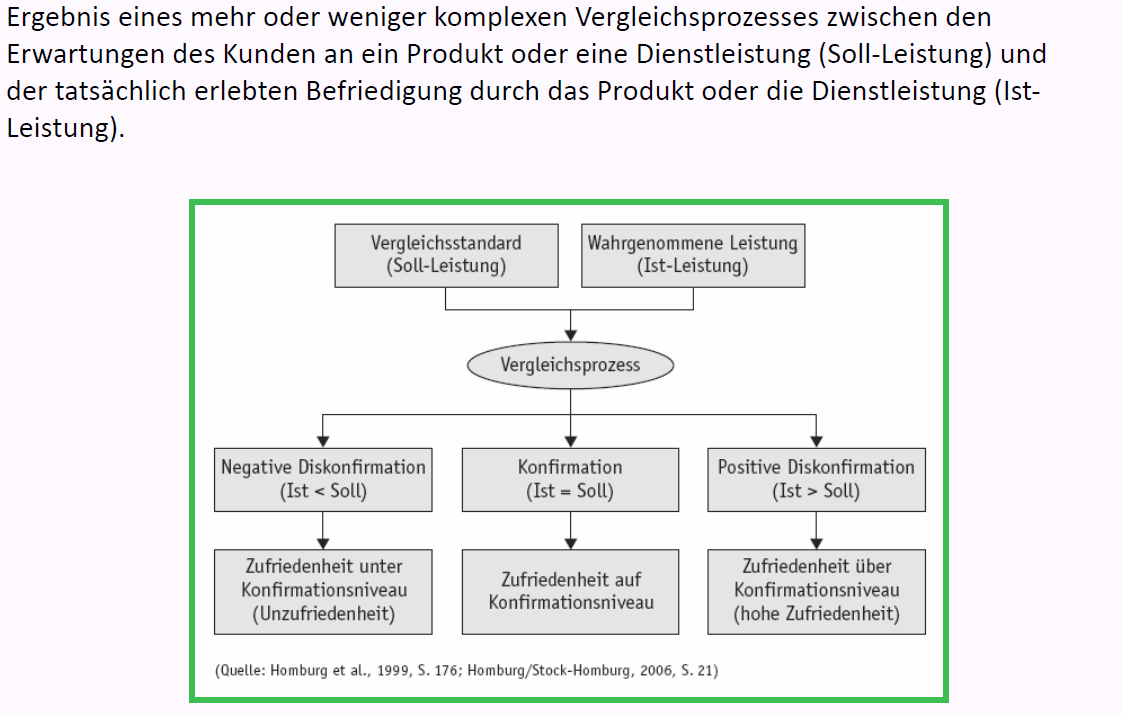 Ergebnis eines mehr oder weniger komplexen Vergleichsprozesses zwischen den
Erwartungen des Kunden an ein Produkt oder eine Dienstleistung (Soll-Leistung) und
der tatsächlich erlebten Befriedigung durch das Produkt oder die Dienstleistung (Ist-
Leistung).
Vergleichsstandard
(Soll-Leistung)
Wahrgenommene Leistung
(Ist-Leistung)
Vergleichsprozess
Negative Diskonfirmation
(Ist < Soll)
Konfirmation
(Ist = Soll)
Positive Diskonfirmation
(Ist > Soll)
Zufriedenheit unter
Konfirmationsniveau
(Unzufriedenheit)
Zufriedenheit auf
Konfirmationsniveau
Zufriedenheit über
Konfirmationsniveau
(hohe Zufriedenheit)
(Quelle: Homburg et al., 1999, S. 176; Homburg/Stock-Homburg, 2006, S. 21)